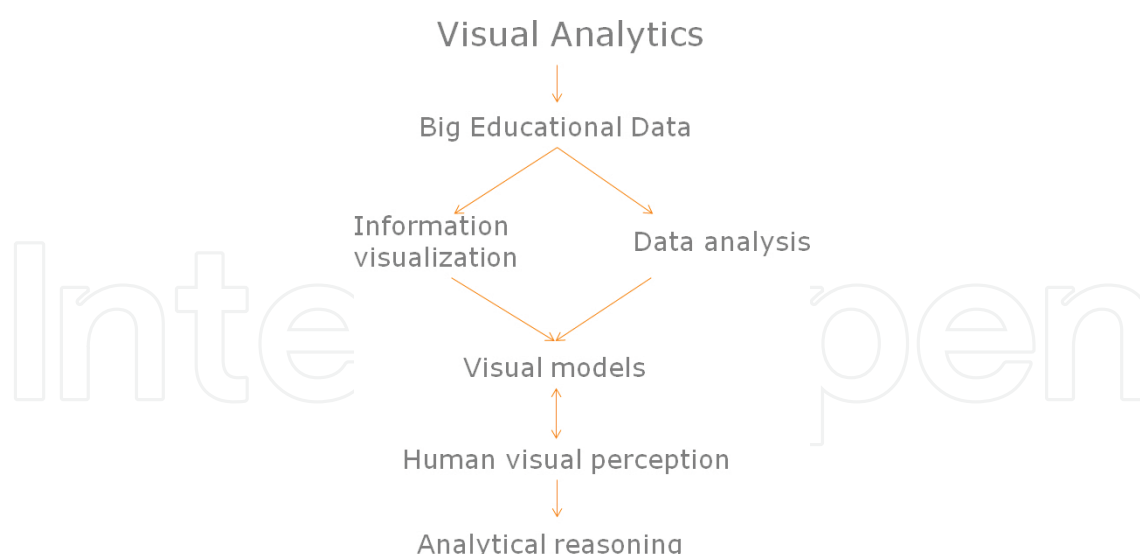 Visual Analytics
Big Educational Data
Information
visualization
Data analysis
Visual models
Human visual perception
Analytical reasoning